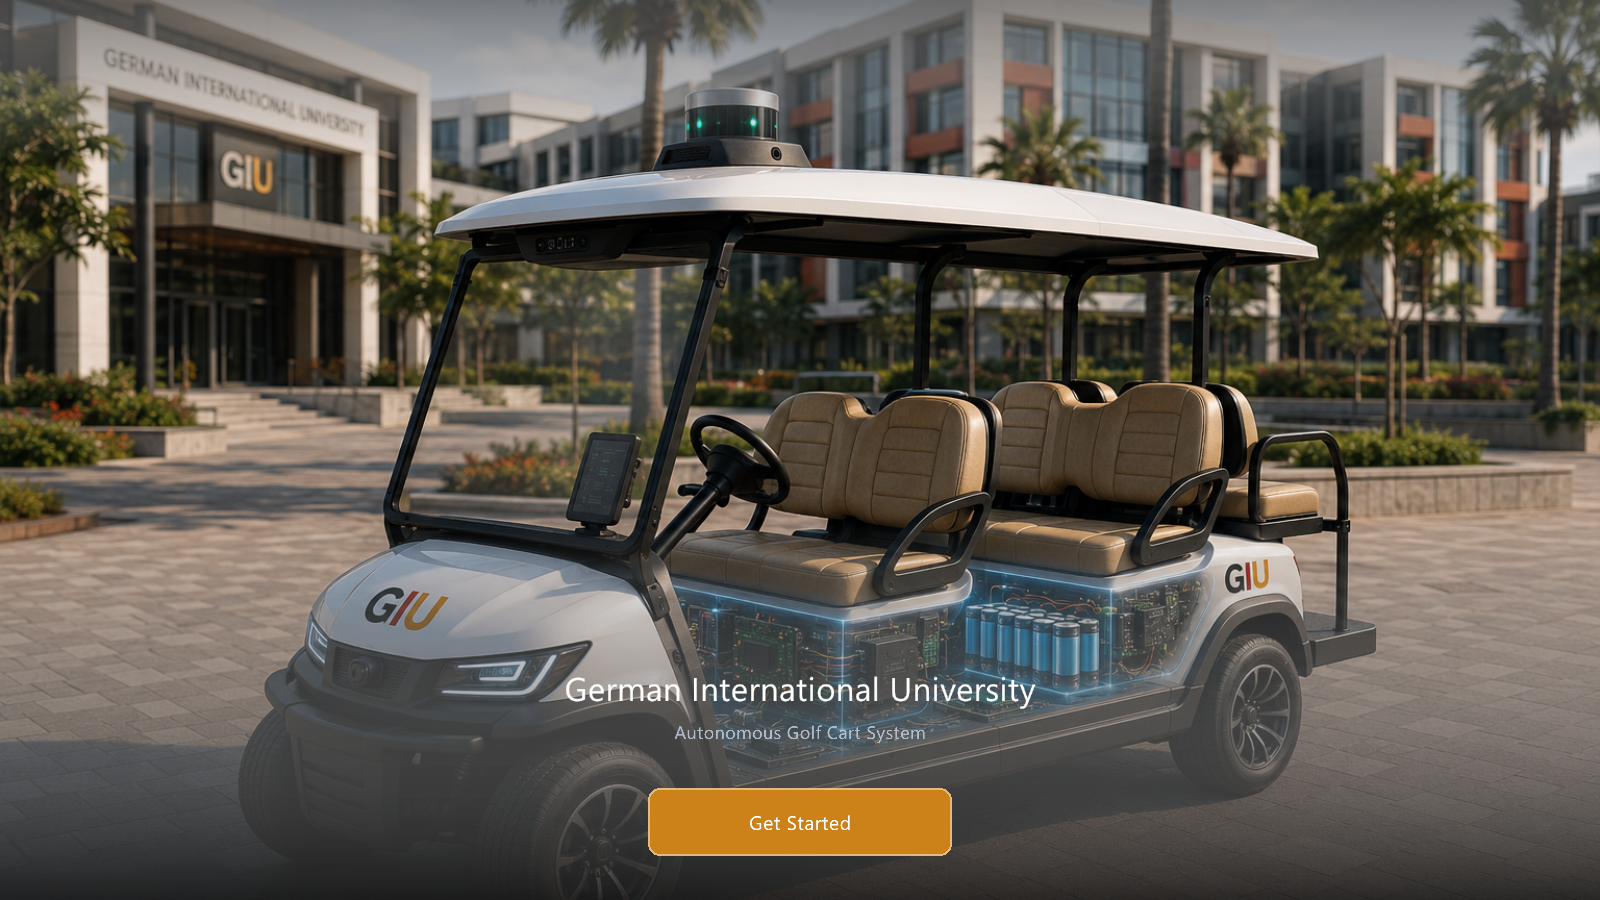 GERMAN INTERNATIONAL UNIVERSITY
GIU
GIU
GIU
German International University
Autonomous Golf Cart System
Get Started